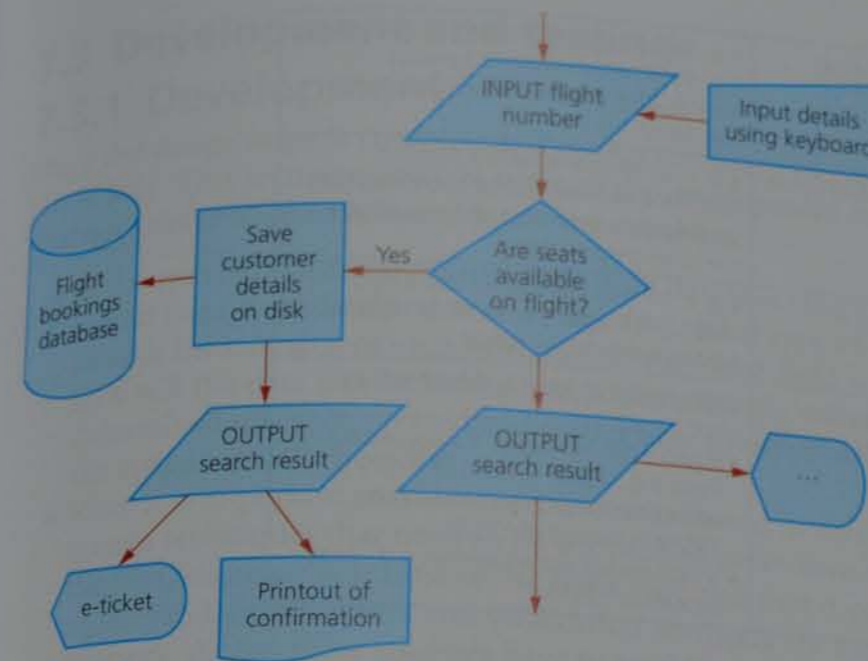 INPUT flight
number
Input details
using keyboard
Are seats
available
on flight?
Yes
Save
customer
details
on disk
Flight
bookings
database
OUTPUT
search result
OUTPUT
search result
...
e-ticket
Printout of
confirmation